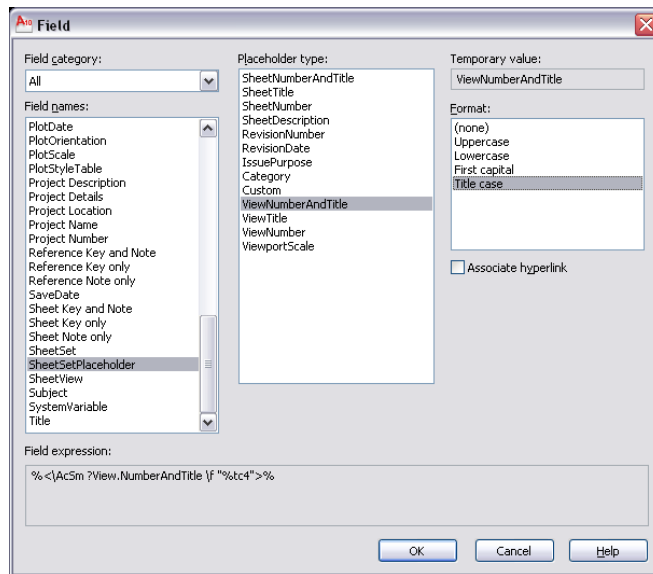 A10 Field
Field category:
All
Field names:
PlotDate
PlotOrientation
PlotScale
PlotStyleTable
Project Description
Project Details
Project Location
Project Name
Project Number
Reference Key and Note
Reference Key only
Reference Note only
SaveDate
Sheet Key and Note
Sheet Key only
Sheet Note only
SheetSet
SheetSetPlaceholder
SheetView
Subject
SystemVariable
Title
Placeholder type:
SheetNumberAndTitle
SheetTitle
SheetNumber
SheetDescription
RevisionNumber
RevisionDate
IssuePurpose
Category
Custom
ViewNumberAndTitle
ViewTitle
ViewNumber
ViewportScale
Temporary value:
ViewNumberAndTitle
Format:
(none)
Uppercase
Lowercase
First capital
Title case
Associate hyperlink
Field expression:
%<\AcSm ?View.NumberAndTitle \f "%tc4">%
OK
Cancel
Help